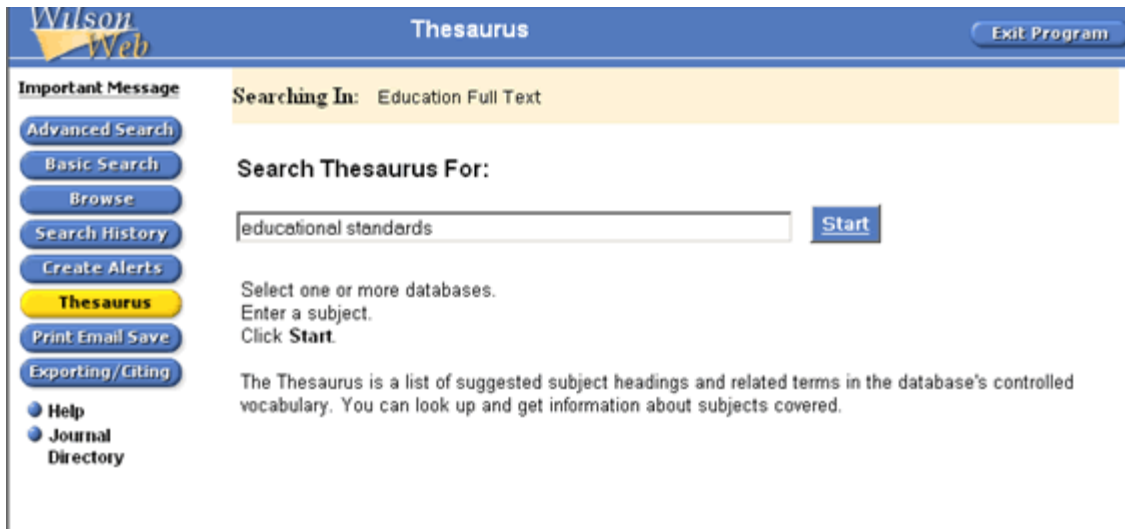 Wilson
Web
Thesaurus
Exit Program
Important Message
Advanced Search
Basic Search
Browse
Search History
Create Alerts
Thesaurus
Print Email Save
Exporting/Citing
Help
Journal
Directory
Searching In: Education Full Text
Search Thesaurus For:
educational standards
Start
Select one or more databases.
Enter a subject.
Click Start.
The Thesaurus is a list of suggested subject headings and related terms in the database's controlled
vocabulary. You can look up and get information about subjects covered.